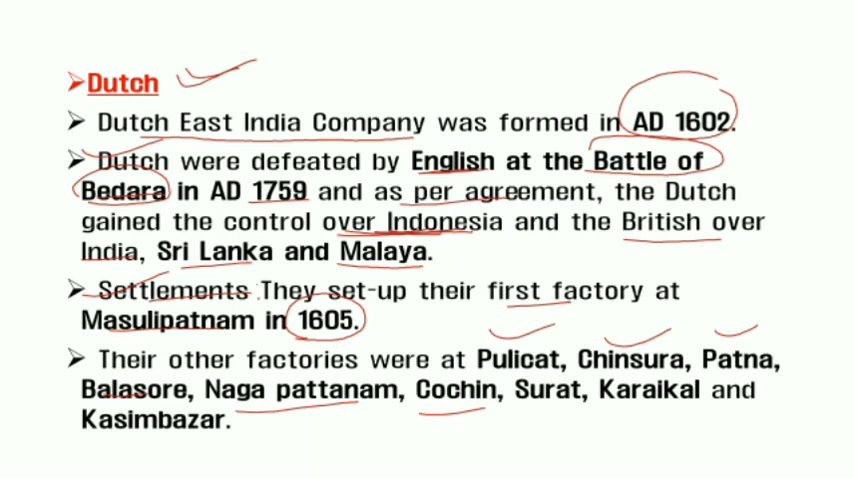 ➢Dutch
➢ Dutch East India Company was formed in AD 1602.
➢ Dutch were defeated by English at the Battle of
Bedara in AD 1759 and as per agreement, the Dutch
gained the control over Indonesia and the British over
India, Sri Lanka and Malaya.
➢ Settlements They set-up their first factory at
Masulipatnam in 1605.
➢ Their other factories were at Pulicat, Chinsura, Patna,
Balasore, Naga pattanam, Cochin, Surat, Karaikal and
Kasimbazar.